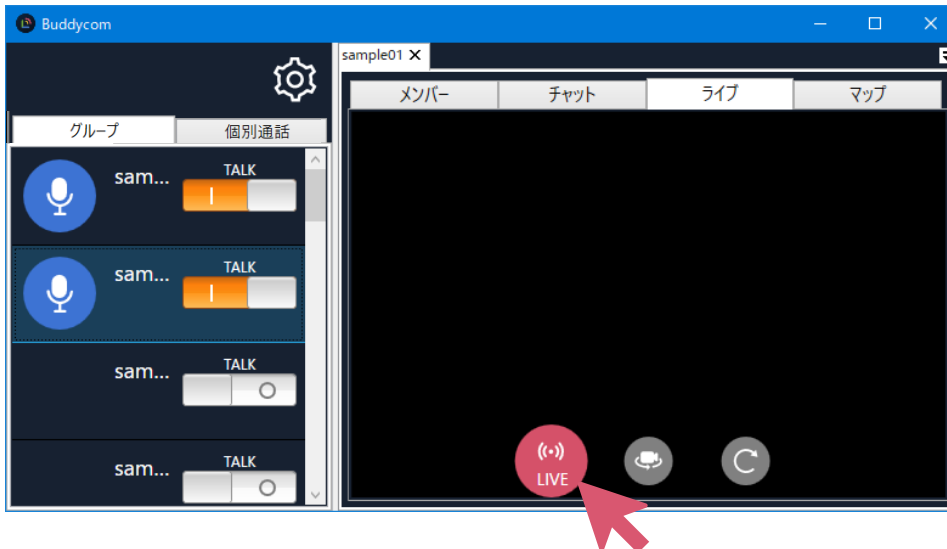 Buddycom
sample01
メンバー
チャット
ライブ
マップ
グループ
個別通話
sam...
TALK
sam...
TALK
sam...
TALK
sam...
TALK
LIVE